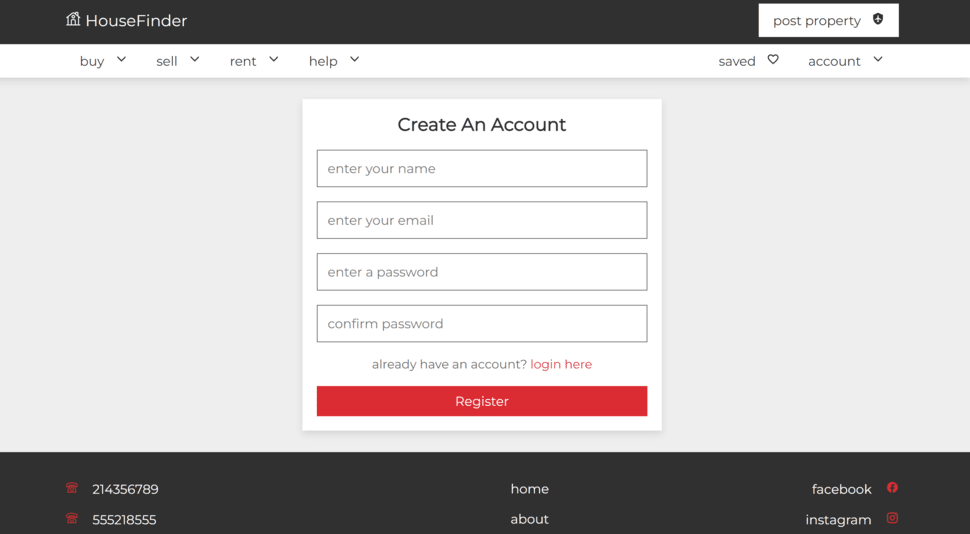 HouseFinder
post property
buy sell rent help saved account
Create An Account
enter your name
enter your email
enter a password
confirm password
already have an account? login here
Register
214356789 home facebook
555218555 about instagram